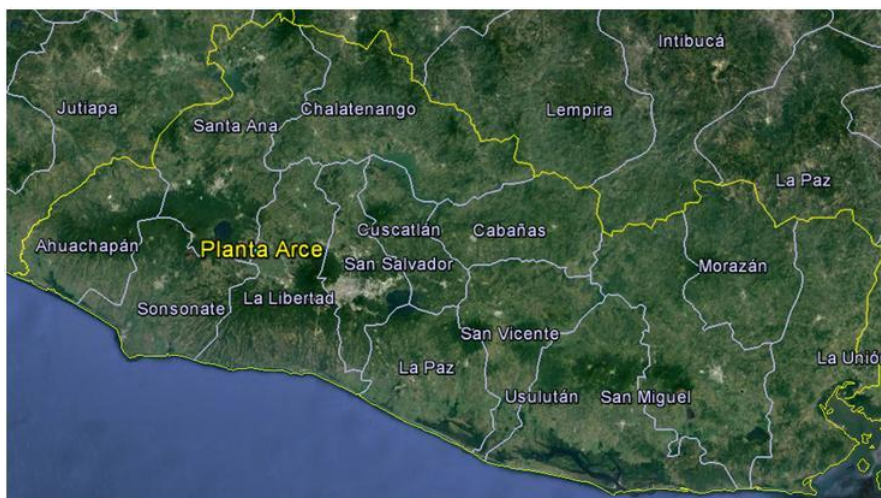 Intibucá
Jutiapa
Chalatenango
Lempira
Santa Ana
La Paz
Cuscatlán
Cabañas
Ahuachapán
Planta Arce
San Salvador
Morazán
La Libertad
Sonsonate
San Vicente
La Unión
La Paz
Usulután
San Miguel